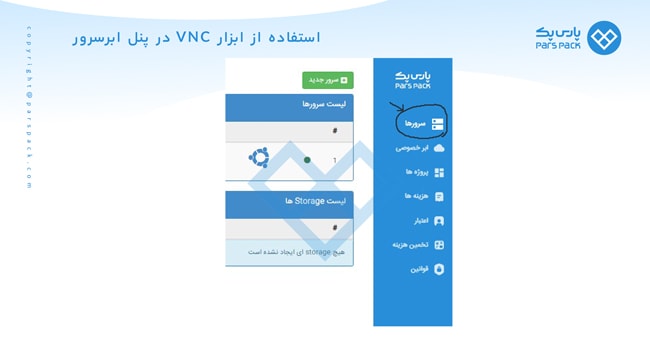 استفاده از ابزار VNC در پنل ابرسرور
پارس پک
PARS PACK
copyright@parspack.com
پارس پک
PARS PACK
سرورها
ابر خصوصی
پروژه ها
هزینه ها
اعتبار
تخمین هزینه
قوانین
سرور جدید
لیست سرورها
#
1
لیست Storage ها
#
هیچ storage ای ایجاد نشده است